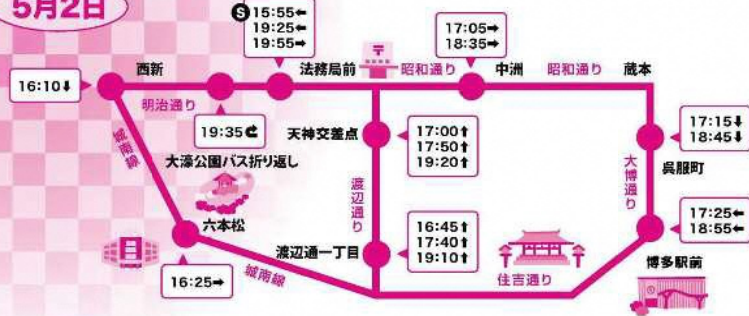 5月2日
S 15:55←
19:25←
19:55→
17:05→
18:35→
西新
法務局前
〒
昭和通り
中洲
昭和通り
蔵本
16:10↓
明治通り
19:35⊂
大濠公園バス折り返し
天神交差点
17:00↑
17:50↑
19:20↑
17:15↓
18:45↓
呉服町
城南線
大博通り
渡辺通り
六本松
渡辺通一丁目
16:45↑
17:40↑
19:10↑
17:25←
18:55←
博多駅前
16:25→
城南線
住吉通り